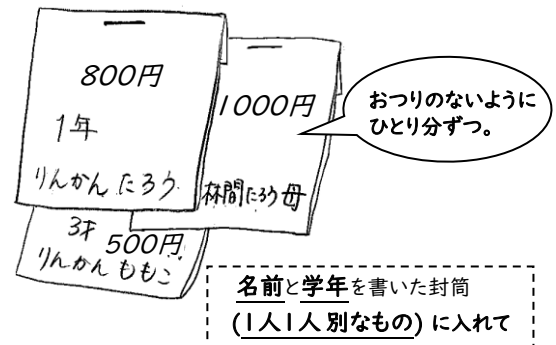 800円
1年
りんかん たろう
1000円
林間たろう 母
3才
500円
りんかん ももこ
おつりのないように
ひとり分ずつ。
名前と学年を書いた封筒
(1人1人別なもの) に入れて